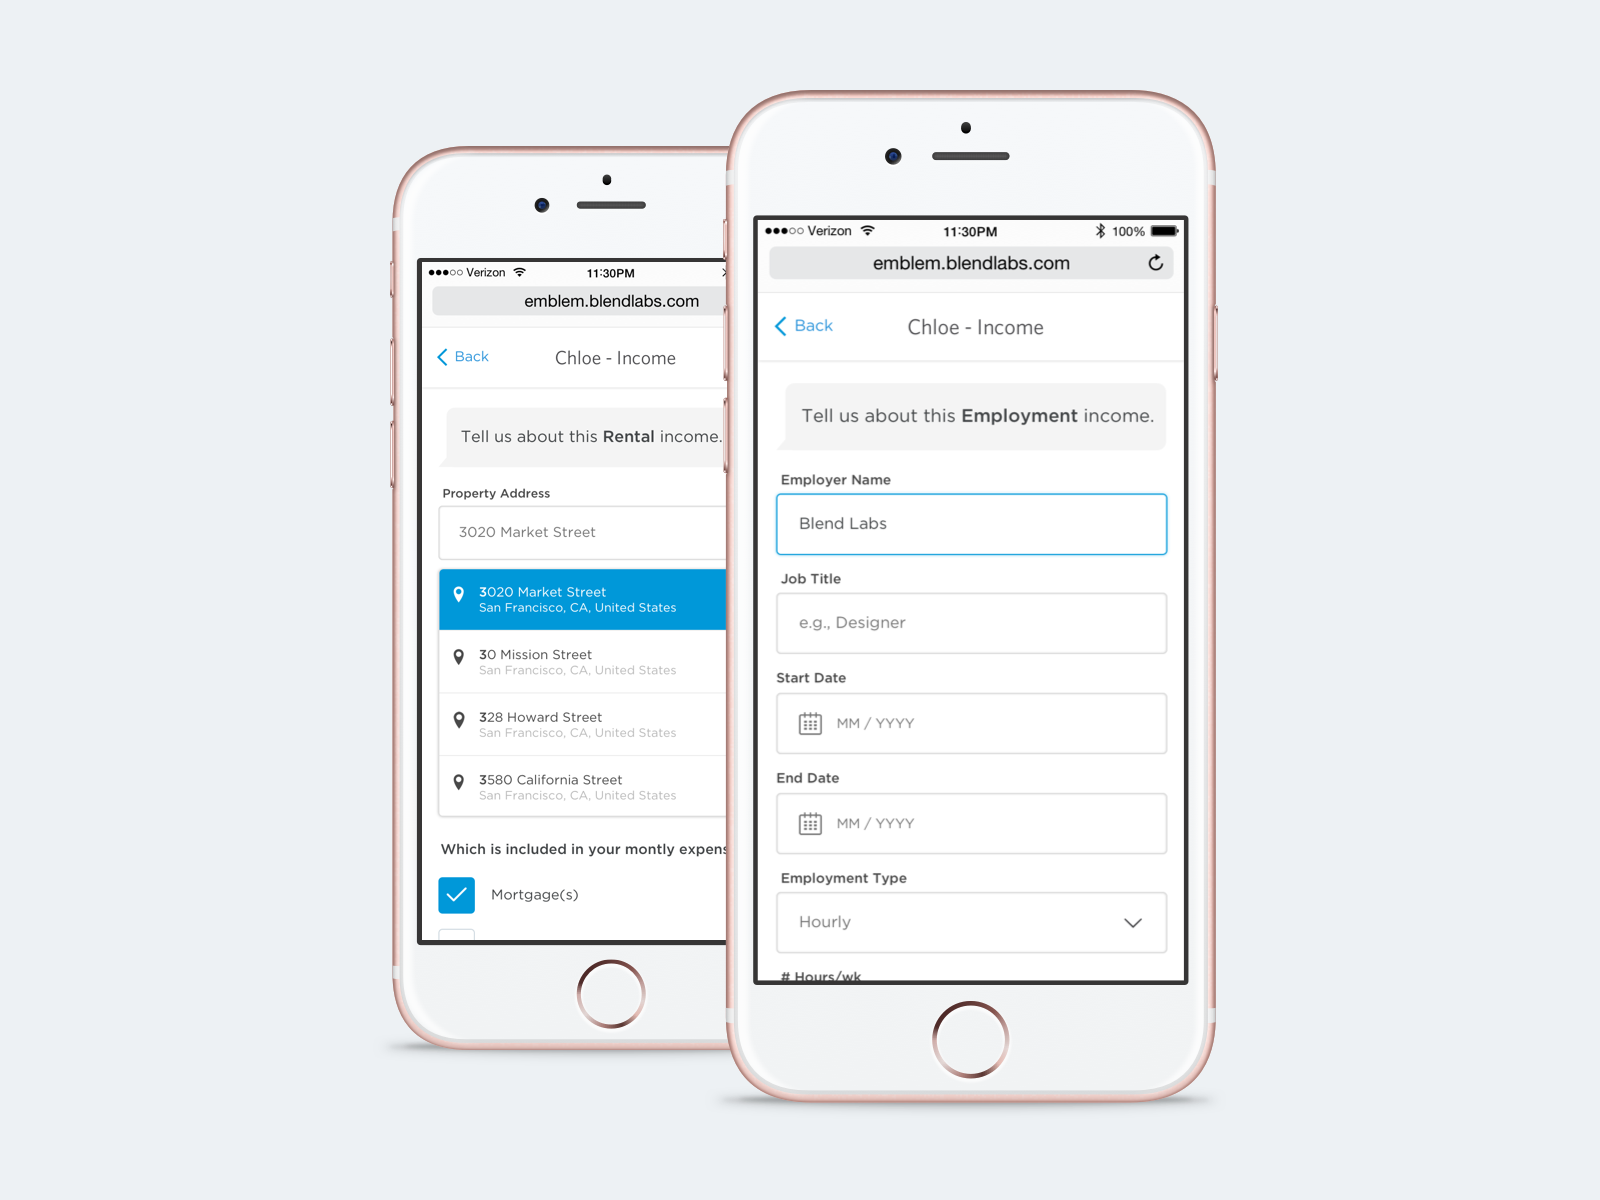 Verizon
11:30PM
emblem.blendlabs.com
Back
Chloe - Income
Tell us about this Rental income.
Property Address
3020 Market Street
3020 Market Street
San Francisco, CA, United States
30 Mission Street
San Francisco, CA, United States
328 Howard Street
San Francisco, CA, United States
3580 California Street
San Francisco, CA, United States
Which is included in your montly expens
Mortgage(s)
Verizon
11:30PM
100%
emblem.blendlabs.com
Back
Chloe - Income
Tell us about this Employment income.
Employer Name
Blend Labs
Job Title
e.g., Designer
Start Date
MM / YYYY
End Date
MM / YYYY
Employment Type
Hourly
# Hours/wk